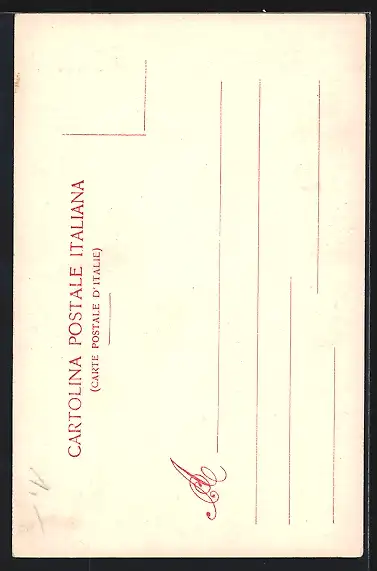 CARTOLINA POSTALE ITALIANA
(CARTE POSTALE D'ITALIE)
A